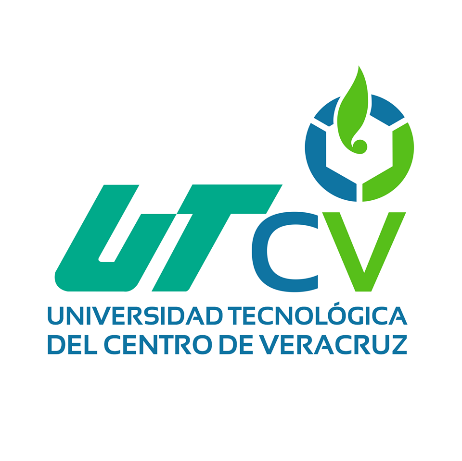 UTCV
UNIVERSIDAD TECNOLÓGICA
DEL CENTRO DE VERACRUZ